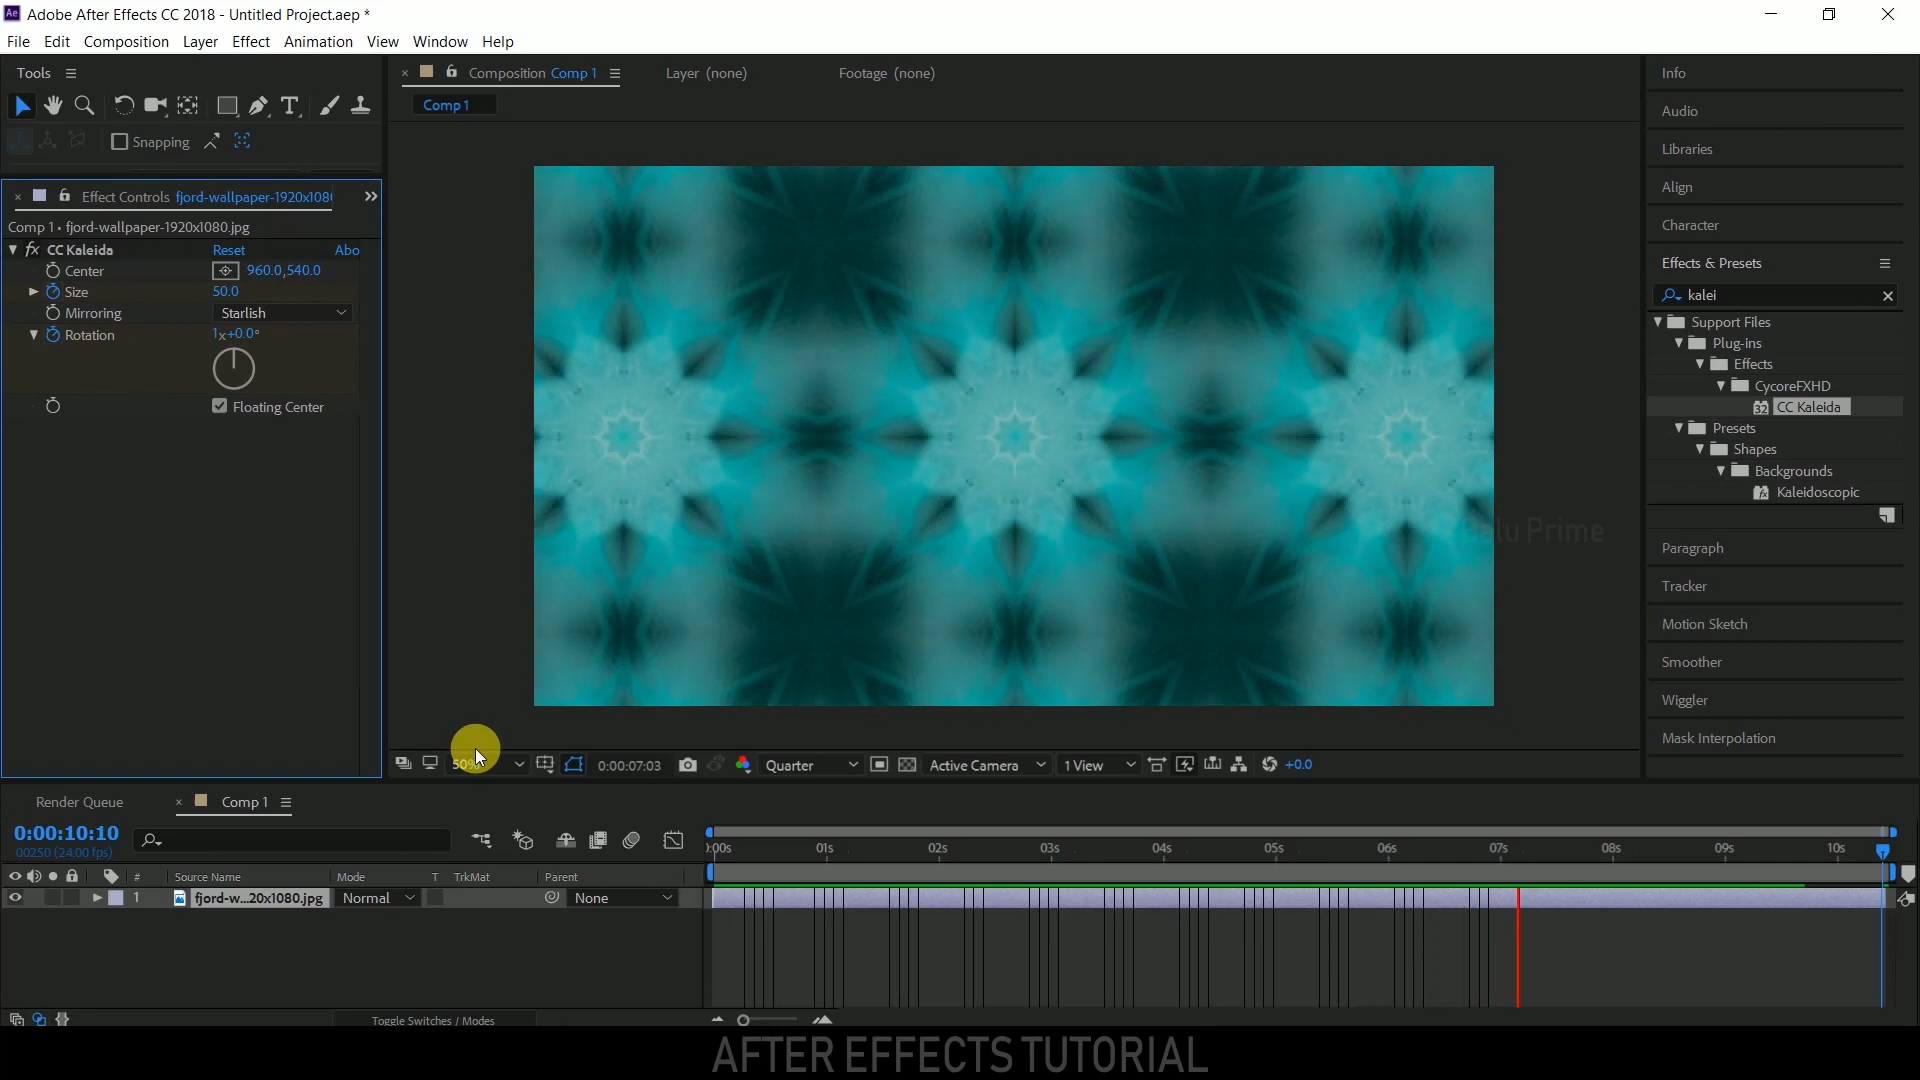 Adobe After Effects CC 2018 - Untitled Project.aep *
File Edit Composition Layer Effect Animation View Window Help
Tools
Snapping
Composition Comp 1
Layer (none)
Footage (none)
Comp 1
Effect Controls fjord-wallpaper-1920x108
Comp 1 • fjord-wallpaper-1920x1080.jpg
fx CC Kaleida Reset Abo
Center 960.0,540.0
Size 50.0
Mirroring Starlish
Rotation 1x+0.0°
Floating Center
Info
Audio
Libraries
Align
Character
Effects & Presets
kalei
Support Files
Plug-ins
Effects
CycoreFXHD
32 CC Kaleida
Presets
Shapes
Backgrounds
Kaleidoscopic
Paragraph
Tracker
Motion Sketch
Smoother
Wiggler
Mask Interpolation
Balu Prime
50% 0:00:07:03 Quarter Active Camera 1 View +0.0
Render Queue
Comp 1
0:00:10:10
00250 (24.00 fps)
):00s 01s 02s 03s 04s 05s 06s 07s 08s 09s 10s
# Source Name Mode T TrkMat Parent
1 fjord-w...20x1080.jpg Normal None
Toggle Switches / Modes
AFTER EFFECTS TUTORIAL